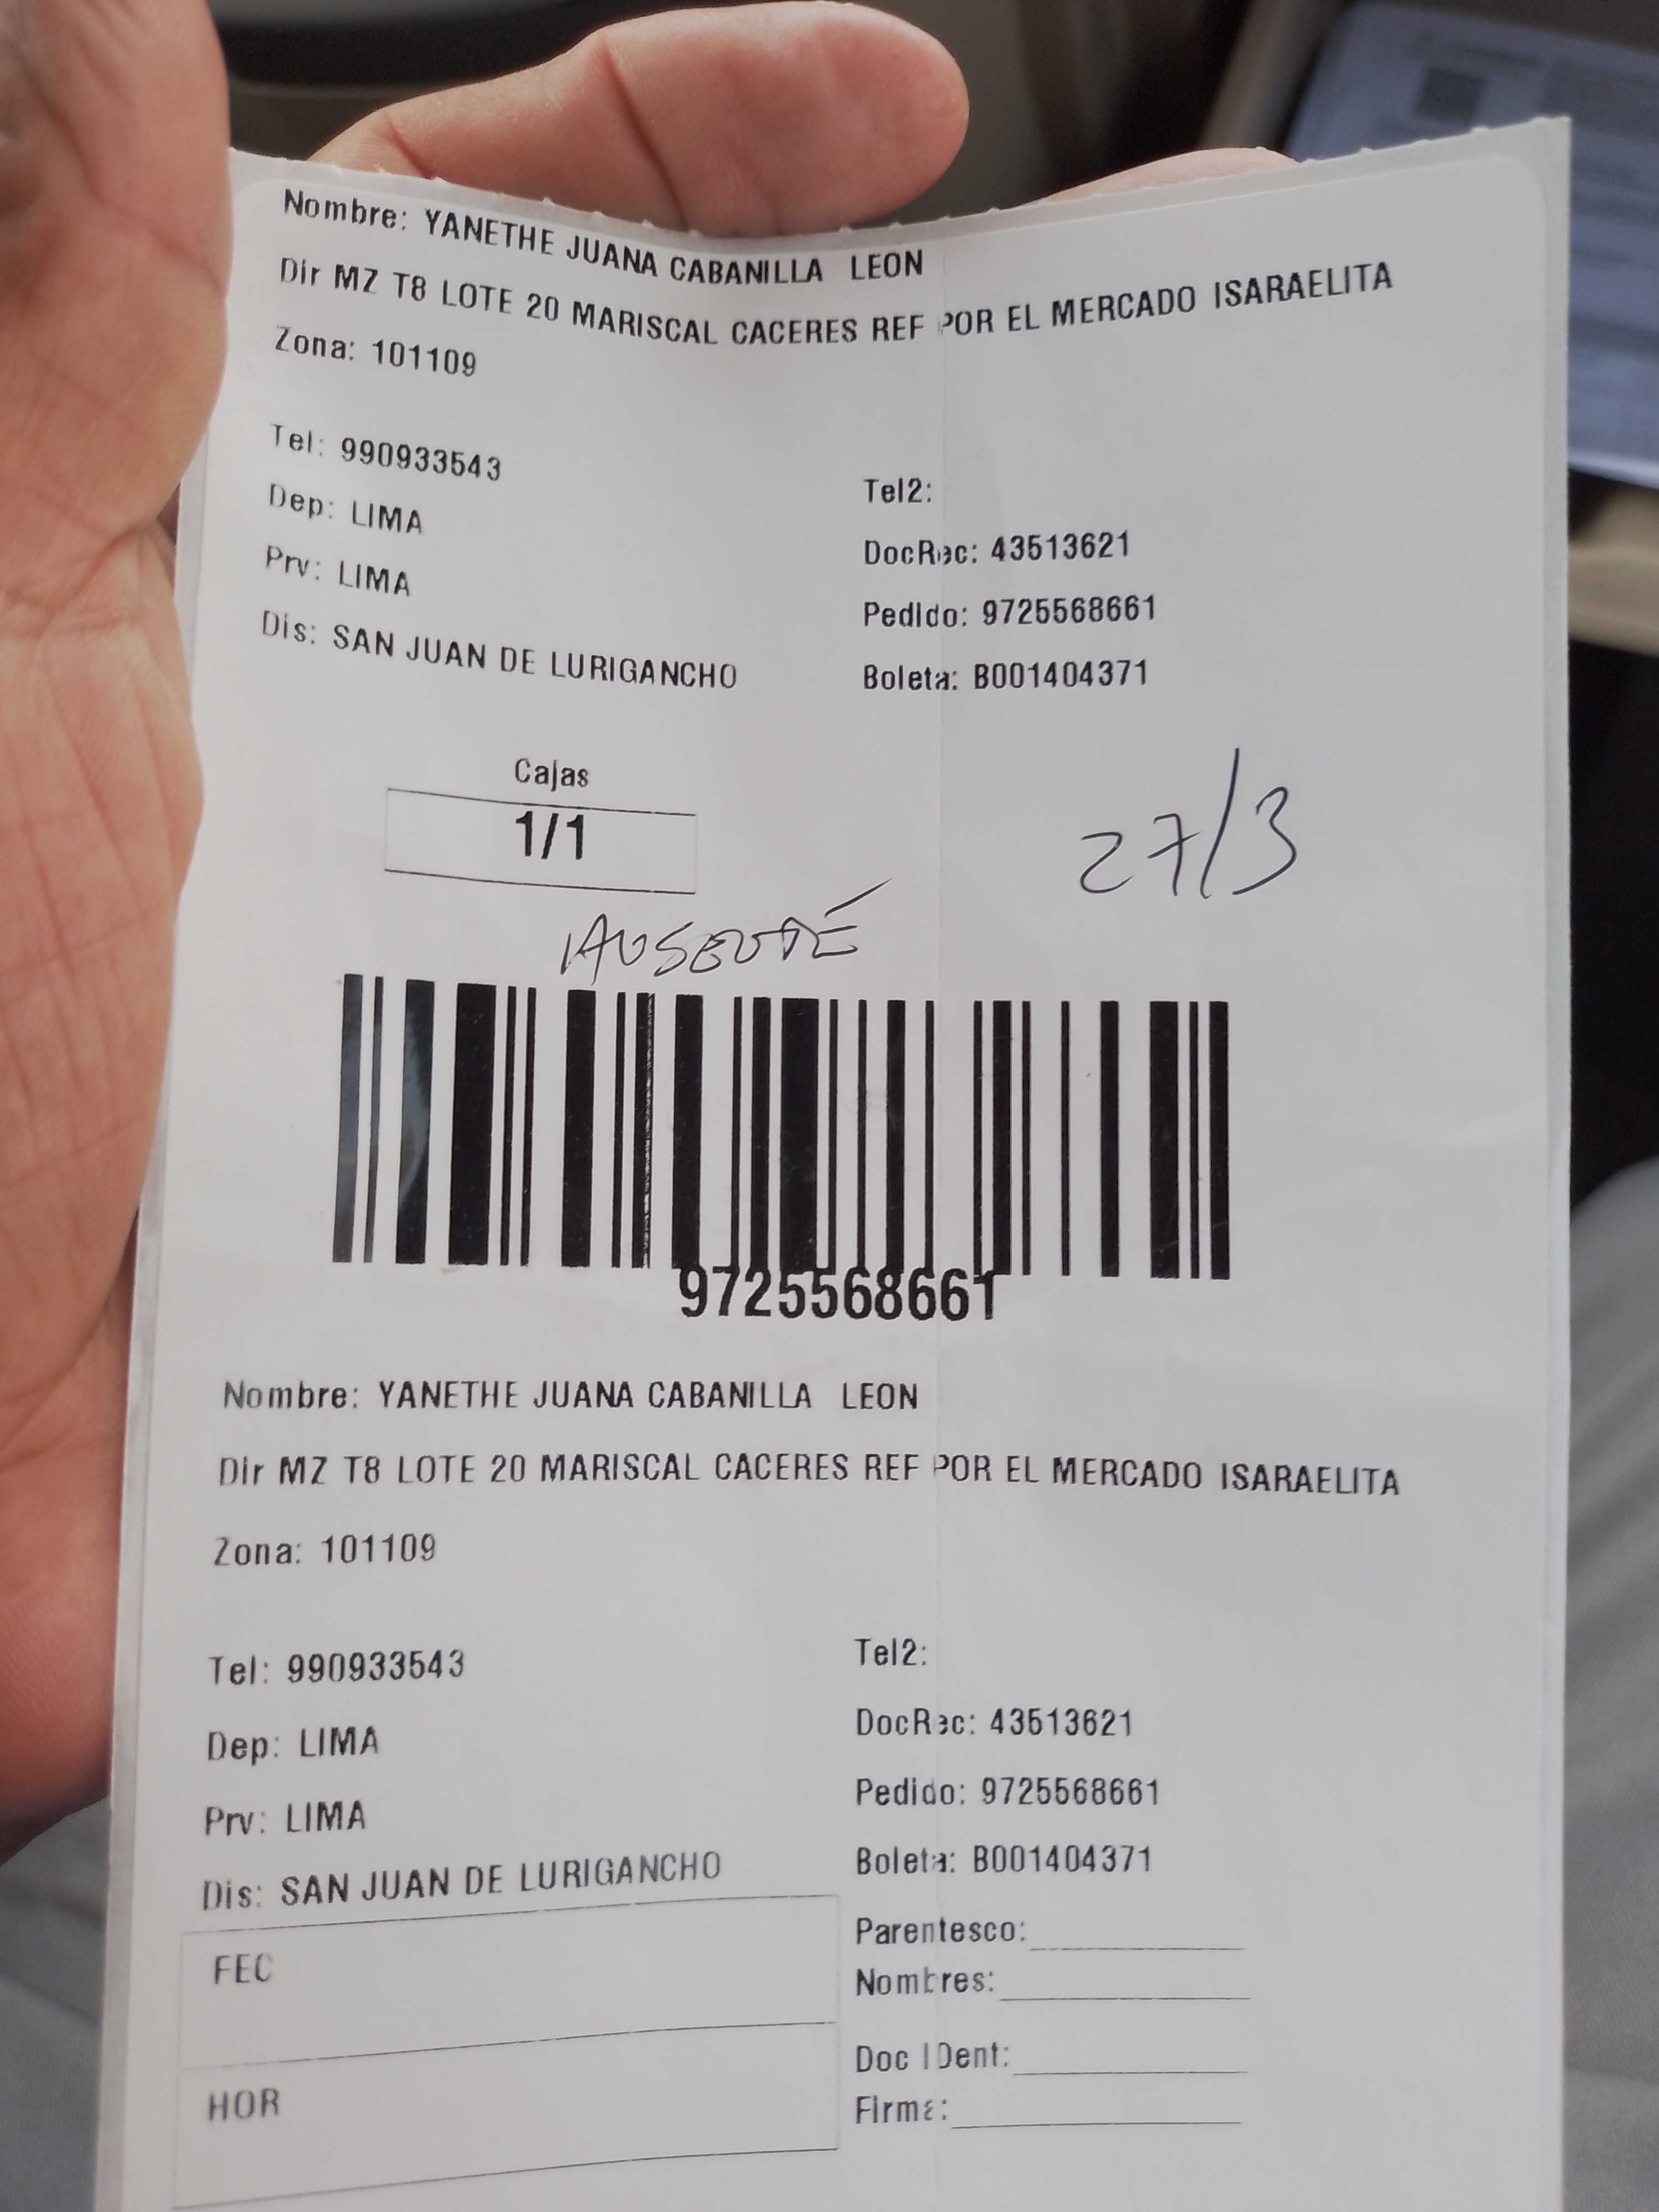 Nombre: YANETHE JUANA CABANILLA LEON
Dir MZ T8 LOTE 20 MARISCAL CACERES REF POR EL MERCADO ISARAELITA
Zona: 101109
Tel: 990933543
Tel2:
Dep: LIMA
DocRec: 43513621
Prv: LIMA
Pedido: 9725568661
Dis: SAN JUAN DE LURIGANCHO
Boleta: B001404371
Cajas
1/1
27/3
AUSENTE
9725568661
Nombre: YANETHE JUANA CABANILLA LEON
Dir MZ T8 LOTE 20 MARISCAL CACERES REF POR EL MERCADO ISARAELITA
Zona: 101109
Tel: 990933543
Tel2:
Dep: LIMA
DocRec: 43513621
Prv: LIMA
Pedido: 9725568661
Dis: SAN JUAN DE LURIGANCHO
Boleta: B001404371
FEC
Parentesco:
Nombres:
HOR
Doc IDent:
Firma: